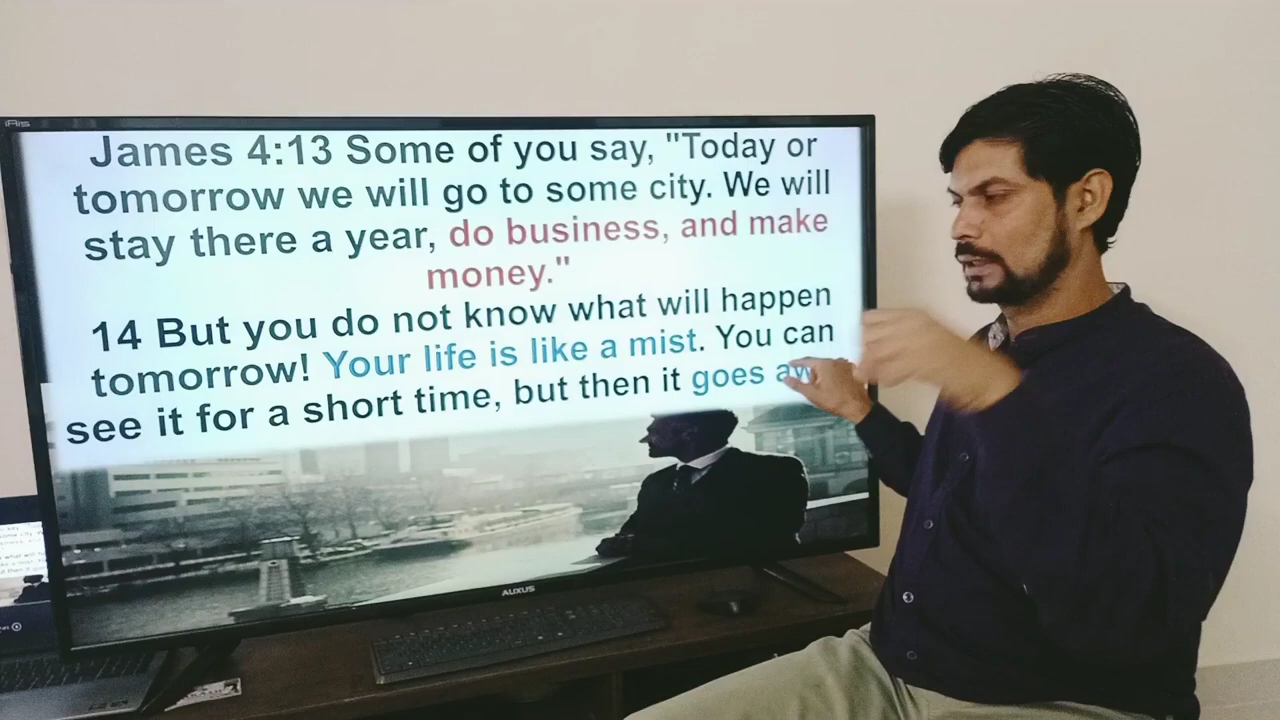 iAis
James 4:13 Some of you say, "Today or
tomorrow we will go to some city. We will
stay there a year, do business, and make
money."
14 But you do not know what will happen
tomorrow! Your life is like a mist. You can
see it for a short time, but then it goes aw
AUXUS